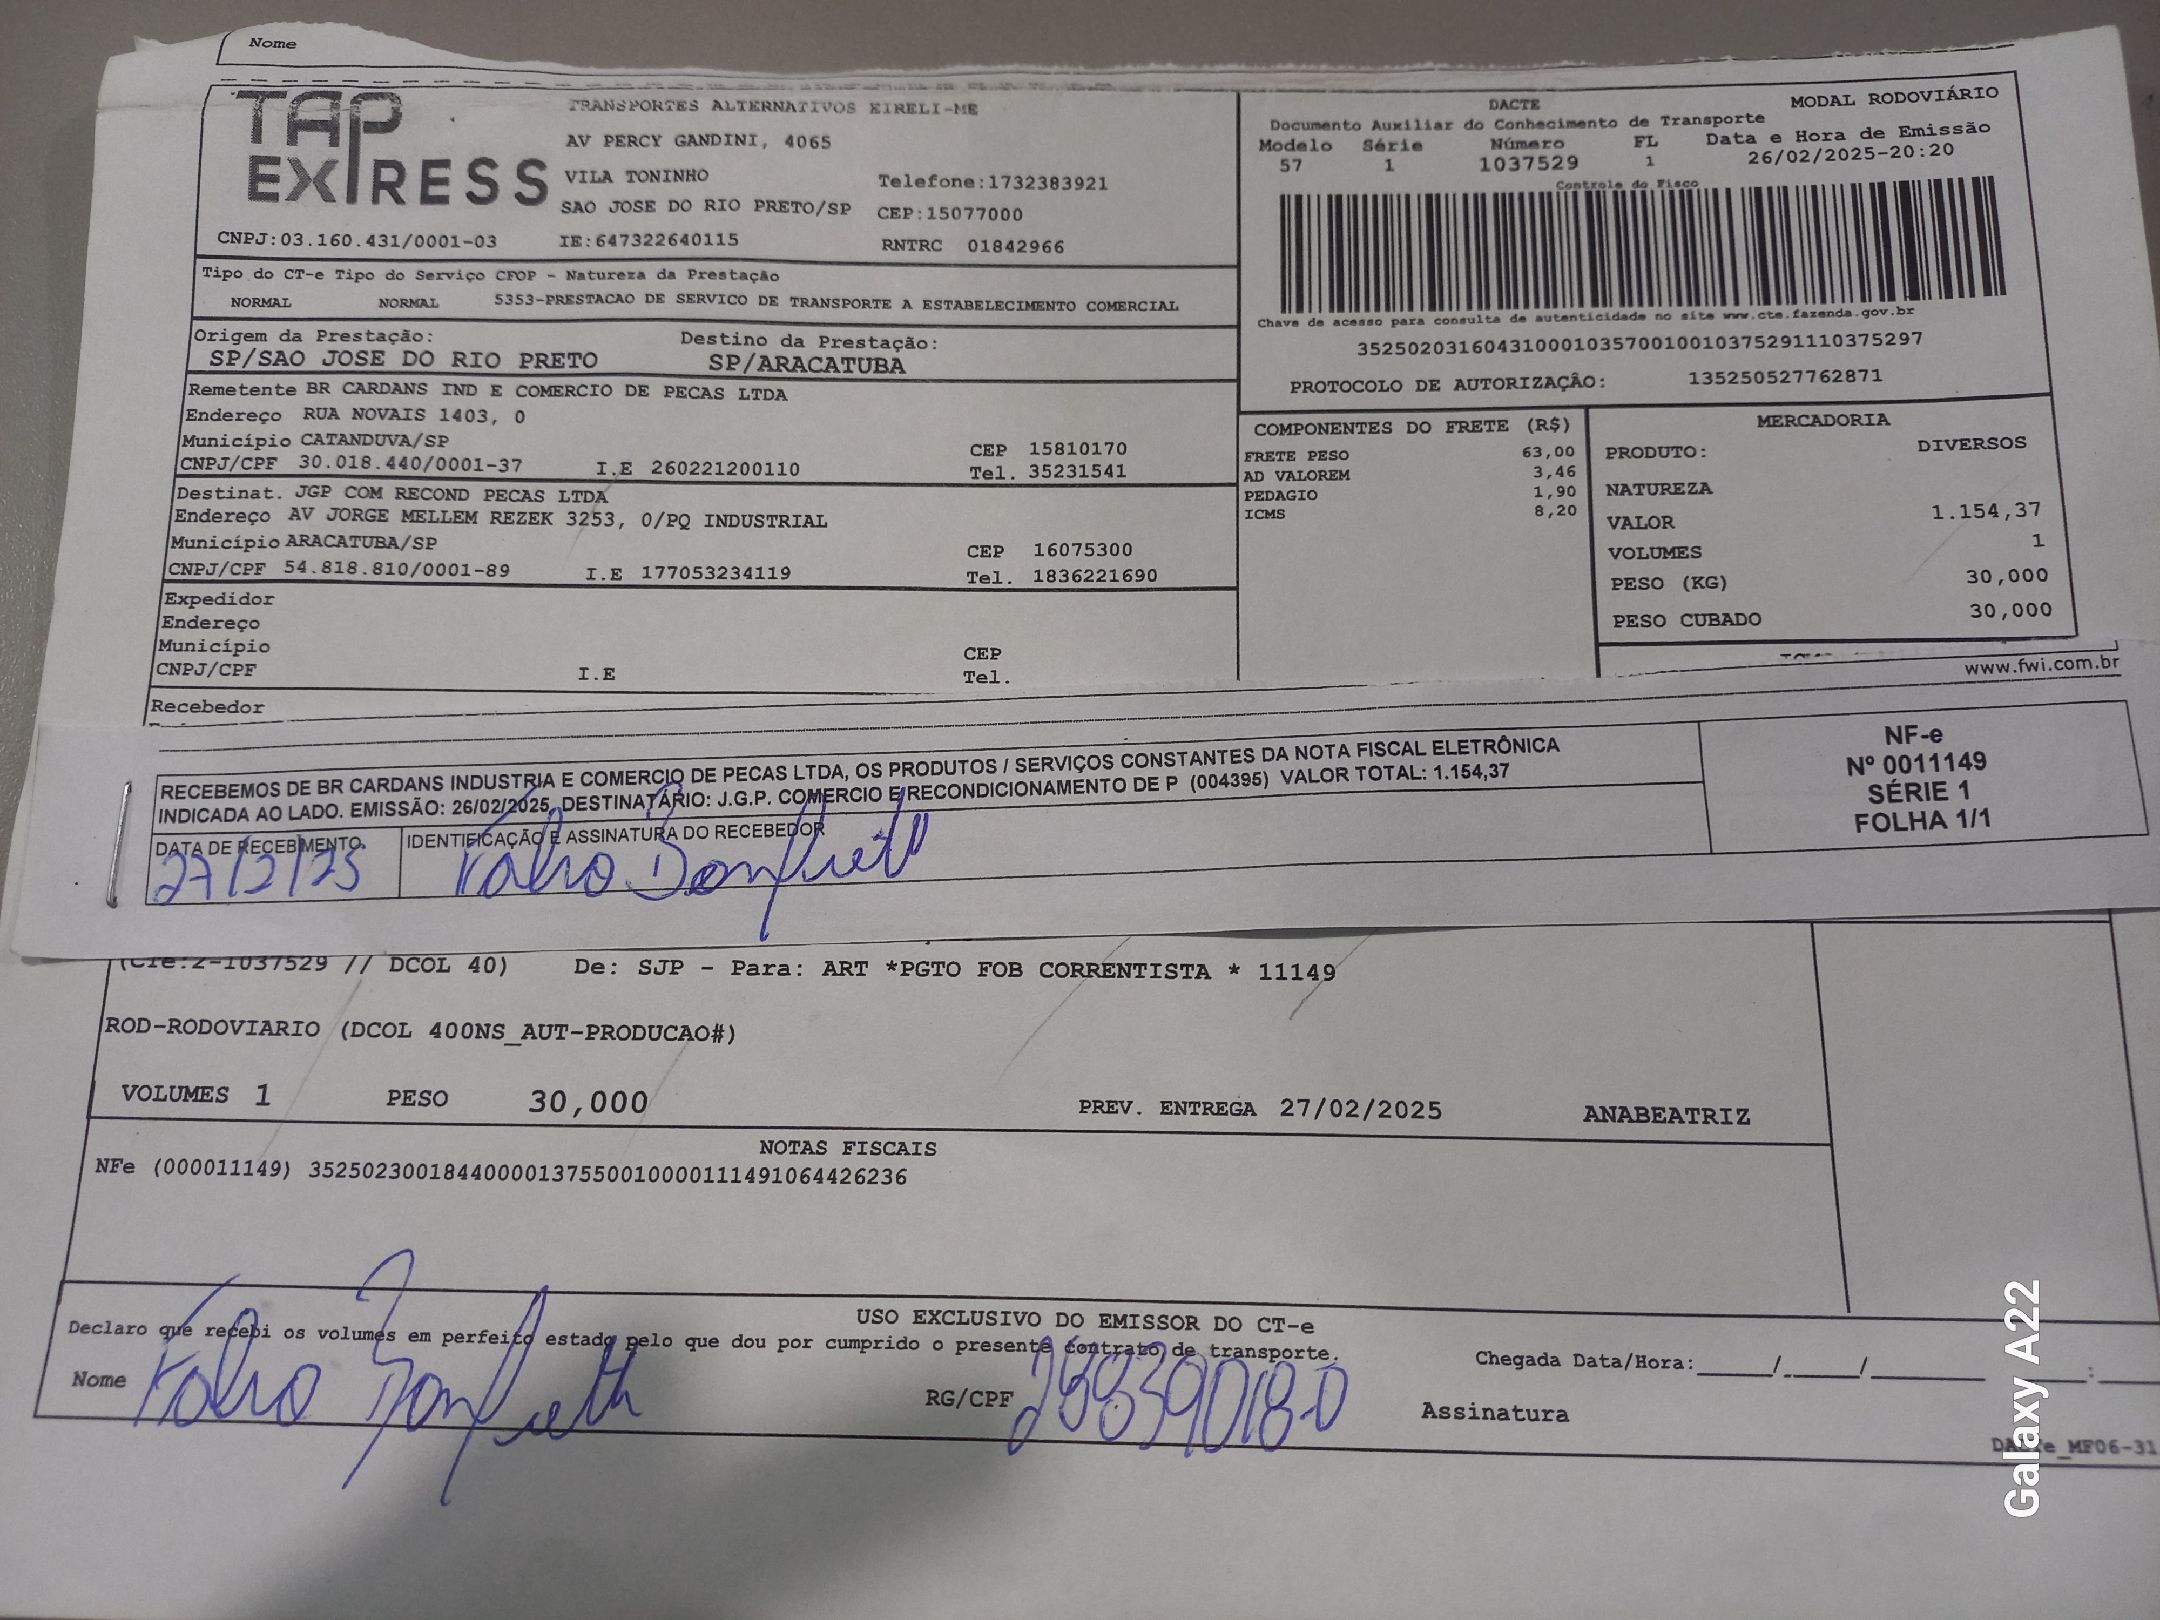 Nome
TAP EXPRESS
TRANSPORTES ALTERNATIVOS EIRELI-ME
AV PERCY GANDINI, 4065
VILA TONINHO Telefone:1732383921
SAO JOSE DO RIO PRETO/SP CEP:15077000
CNPJ:03.160.431/0001-03 IE:647322640115 RNTRC 01842966
DACTE MODAL RODOVIÁRIO
Documento Auxiliar do Conhecimento de Transporte
Modelo Série Número FL Data e Hora de Emissão
57 1 1037529 1 26/02/2025-20:20
Controle do Fisco
Chave de acesso para consulta de autenticidade no site www.cte.fazenda.gov.br
35250203160431000103570010010375291110375297
PROTOCOLO DE AUTORIZAÇÃO: 135250527762871
Tipo do CT-e Tipo do Serviço CFOP - Natureza da Prestação
NORMAL NORMAL 5353-PRESTACAO DE SERVICO DE TRANSPORTE A ESTABELECIMENTO COMERCIAL
Origem da Prestação: Destino da Prestação:
SP/SAO JOSE DO RIO PRETO SP/ARACATUBA
Remetente BR CARDANS IND E COMERCIO DE PECAS LTDA
Endereço RUA NOVAIS 1403, 0
Município CATANDUVA/SP CEP 15810170
CNPJ/CPF 30.018.440/0001-37 I.E 260221200110 Tel. 35231541
Destinat. JGP COM RECOND PECAS LTDA
Endereço AV JORGE MELLEM REZEK 3253, 0/PQ INDUSTRIAL
Município ARACATUBA/SP CEP 16075300
CNPJ/CPF 54.818.810/0001-89 I.E 177053234119 Tel. 1836221690
Expedidor
Endereço
Município CEP
CNPJ/CPF I.E Tel.
Recebedor
COMPONENTES DO FRETE (R$)
FRETE PESO 63,00
AD VALOREM 3,46
PEDAGIO 1,90
ICMS 8,20
MERCADORIA
PRODUTO: DIVERSOS
NATUREZA
VALOR 1.154,37
VOLUMES 1
PESO (KG) 30,000
PESO CUBADO 30,000
www.fwi.com.br
RECEBEMOS DE BR CARDANS INDUSTRIA E COMERCIO DE PECAS LTDA, OS PRODUTOS / SERVIÇOS CONSTANTES DA NOTA FISCAL ELETRÔNICA
INDICADA AO LADO. EMISSÃO: 26/02/2025, DESTINATÁRIO: J.G.P. COMERCIO E RECONDICIONAMENTO DE P (004395) VALOR TOTAL: 1.154,37
DATA DE RECEBIMENTO. IDENTIFICAÇÃO E ASSINATURA DO RECEBEDOR
27/2/25
NF-e
Nº 0011149
SÉRIE 1
FOLHA 1/1
(Cre:2-1037529 // DCOL 40) De: SJP - Para: ART *PGTO FOB CORRENTISTA * 11149
ROD-RODOVIARIO (DCOL 400NS_AUT-PRODUCAO#)
VOLUMES 1 PESO 30,000 PREV. ENTREGA 27/02/2025 ANABEATRIZ
NOTAS FISCAIS
NFe (000011149) 35250230018440000137550010000111491064426236
USO EXCLUSIVO DO EMISSOR DO CT-e
Declaro que recebi os volumes em perfeito estado pelo que dou por cumprido o presente contrato de transporte.
Nome RG/CPF Chegada Data/Hora:_____/_____/________:
Assinatura
Galaxy A22